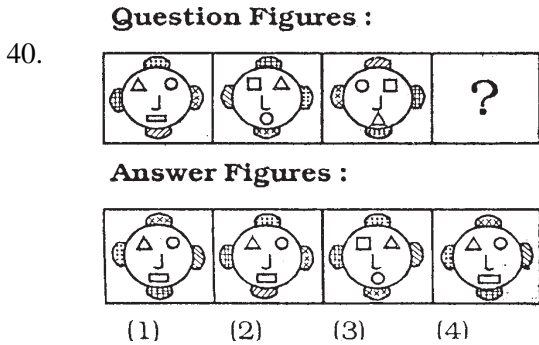 Question Figures :
40.
?
Answer Figures :
(1) (2) (3) (4)